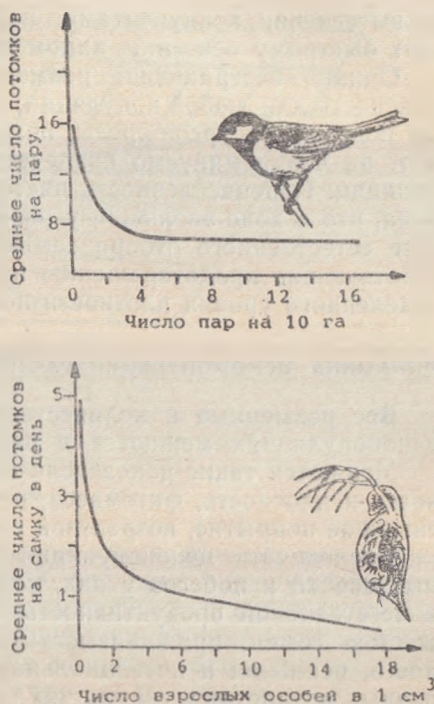 Среднее число потомков
на пару
16
8
0 4 8 12 16
Число пар на 10 га
Среднее число потомков
на самку в день
5
3
1
0 2 6 10 14 18
Число взрослых особей в 1 см³